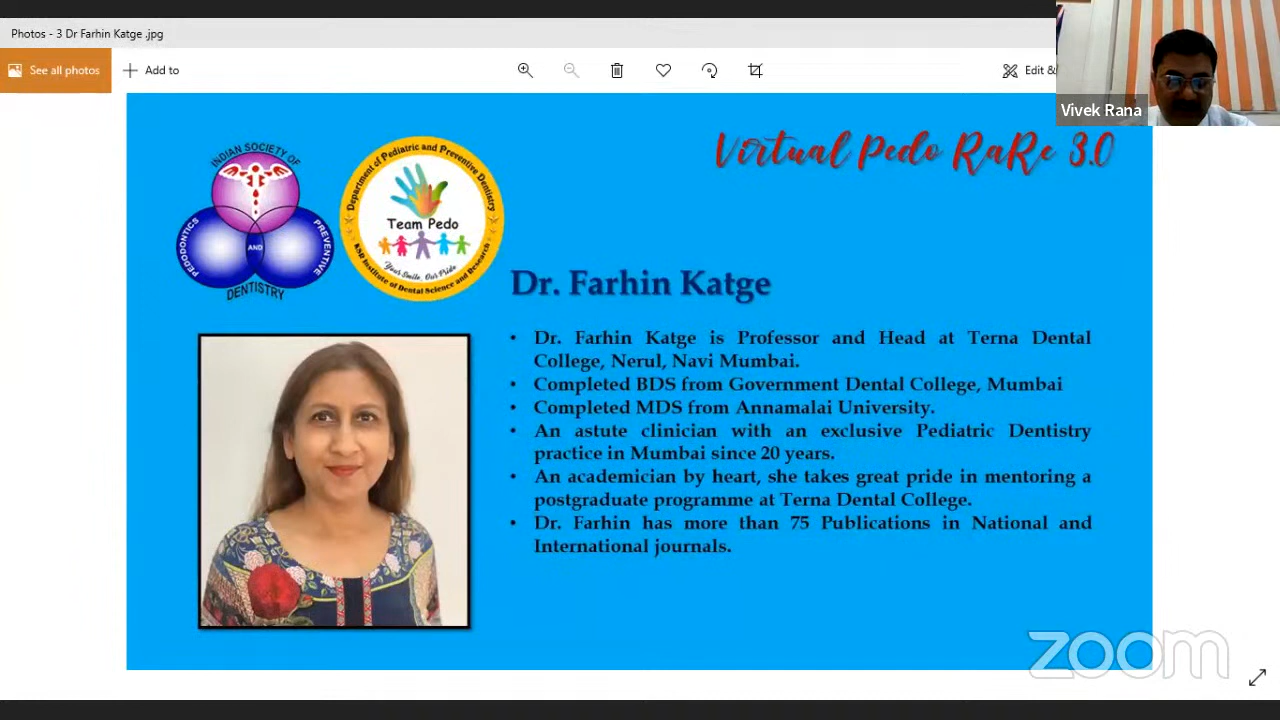 Photos - 3 Dr Farhin Katge .jpg
See all photos
Add to
Edit &
Vivek Rana
Virtual Pedo RaRe 3.0
INDIAN SOCIETY OF
PEDODONTICS
AND
PREVENTIVE
DENTISTRY
Department of Pediatric and Preventive Dentistry
Team Pedo
Your Smile, Our Pride
KSR Institute of Dental Science and Research
Dr. Farhin Katge
• Dr. Farhin Katge is Professor and Head at Terna Dental
College, Nerul, Navi Mumbai.
• Completed BDS from Government Dental College, Mumbai
• Completed MDS from Annamalai University.
• An astute clinician with an exclusive Pediatric Dentistry
practice in Mumbai since 20 years.
• An academician by heart, she takes great pride in mentoring a
postgraduate programme at Terna Dental College.
• Dr. Farhin has more than 75 Publications in National and
International journals.
zoom